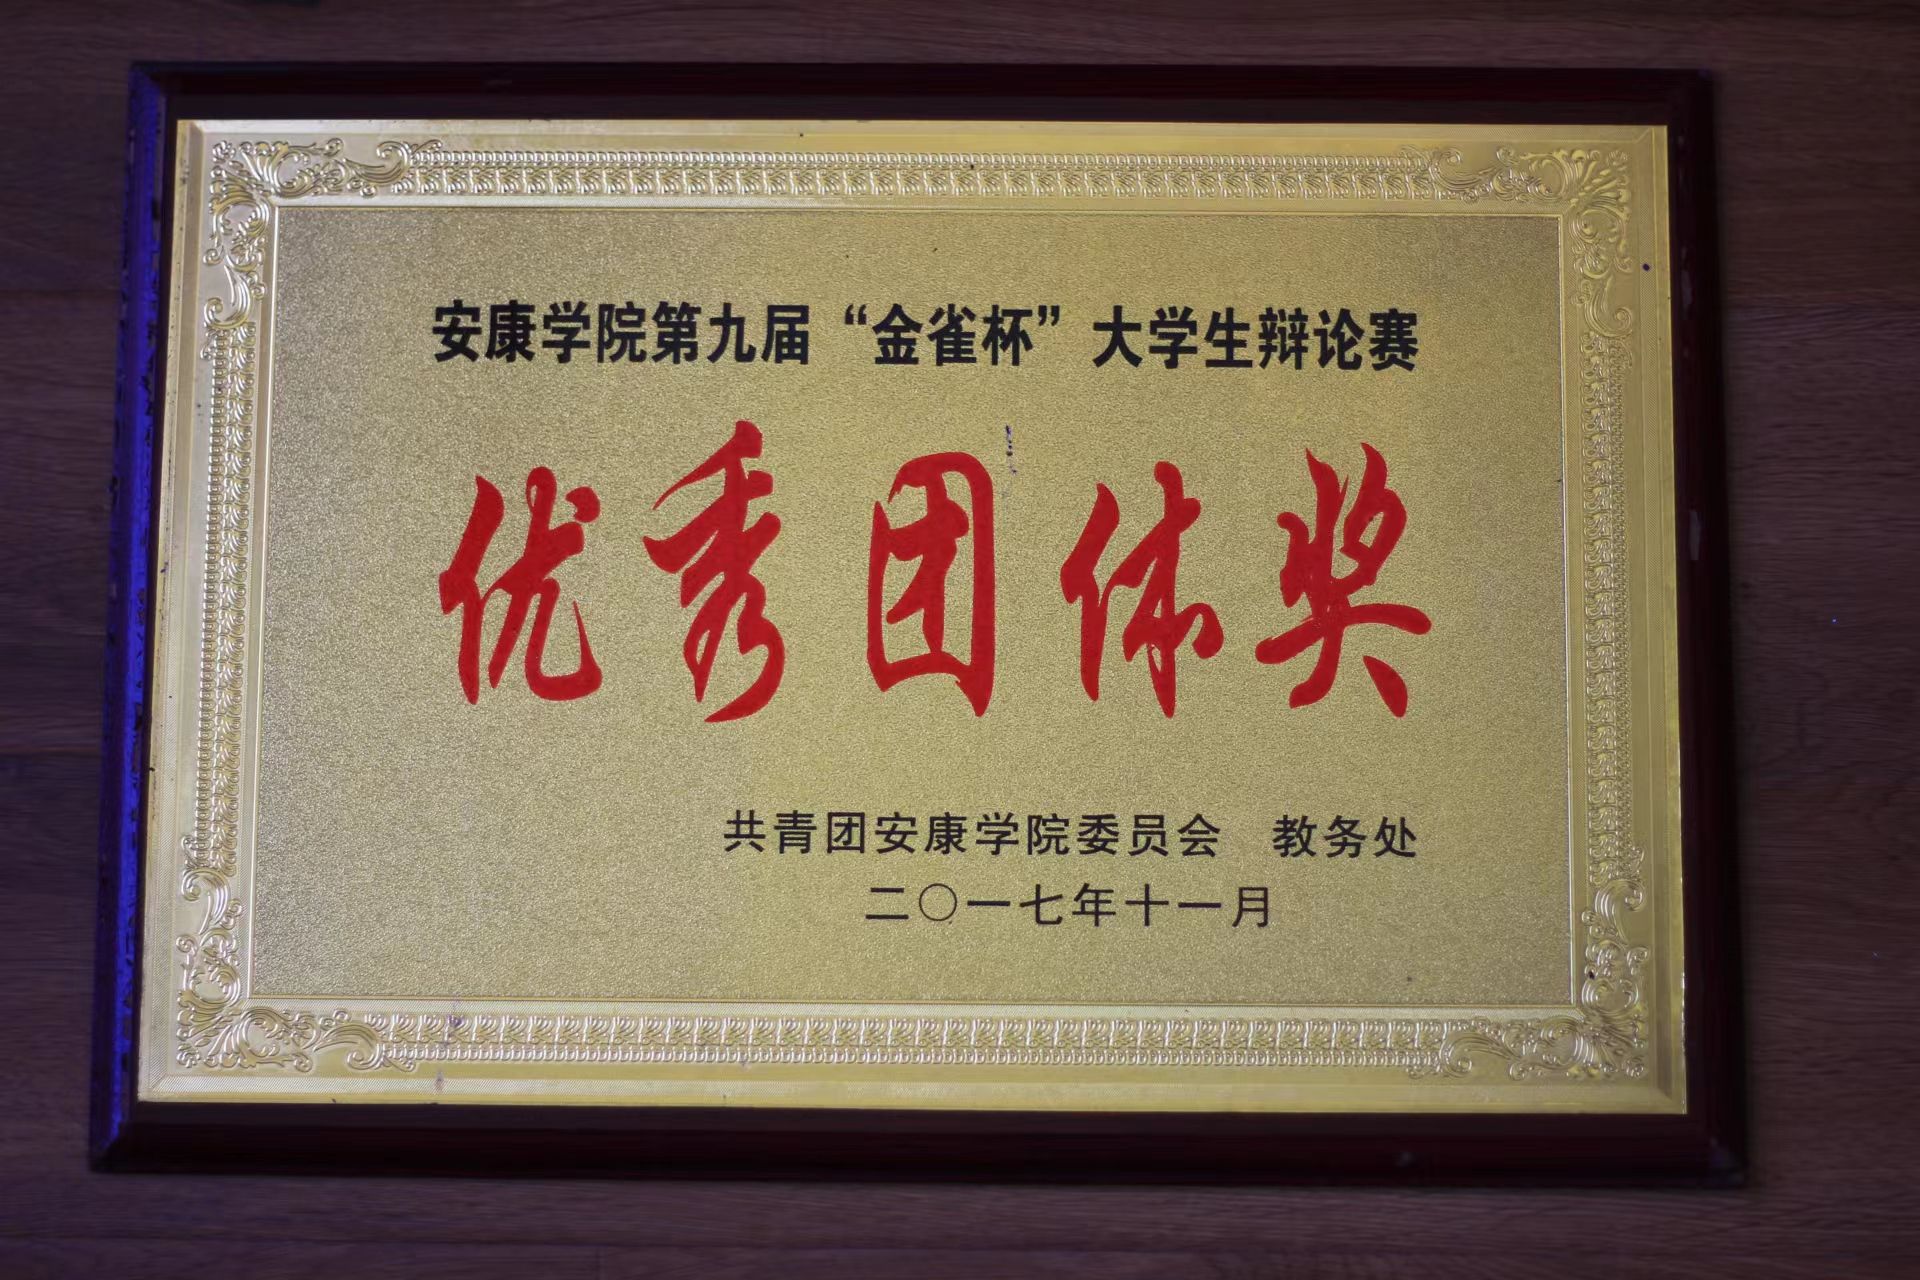 安康学院第九届“金雀杯”大学生辩论赛
优秀团体奖
共青团安康学院委员会 教务处
二〇一七年十一月